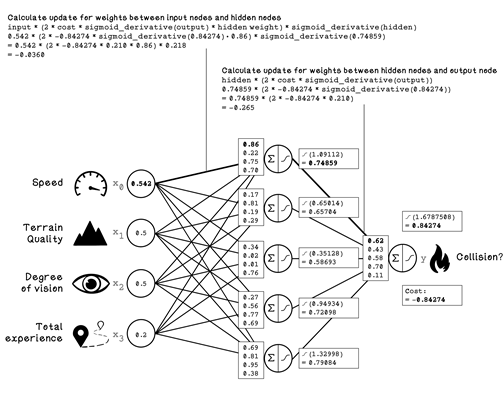 Calculate update for weights between input nodes and hidden nodes
input * (2 * cost * sigmoid_derivative(output) * hidden weight) * sigmoid_derivative(hidden)
0.542 * (2 * -0.84274 * sigmoid_derivative(0.84274) * 0.86) * sigmoid_derivative(0.74859)
= 0.542 * (2 * -0.84274 * 0.210 * 0.86) * 0.218
= -0.0360
Calculate update for weights between hidden nodes and output node
hidden * (2 * cost * sigmoid_derivative(output))
0.74859 * (2 * -0.84274 * sigmoid_derivative(0.84274))
= 0.74859 * (2 * -0.84274 * 0.210)
= -0.265
Speed
x0
0.542
Terrain
Quality
x1
0.5
Degree
of vision
x2
0.5
Total
experience
x3
0.2
0.86
0.22
0.75
0.70
Σ
(1.09112)
= 0.74859
0.17
0.81
0.19
0.29
Σ
(0.65014)
= 0.65704
0.34
0.02
0.01
0.76
Σ
(0.35128)
= 0.58693
0.27
0.56
0.77
0.69
Σ
(0.94934)
= 0.72098
0.69
0.81
0.95
0.38
Σ
(1.32998)
= 0.79084
0.62
0.43
0.58
0.70
0.11
Σ
y
(1.6787508)
= 0.84274
Collision?
Cost:
= -0.84274